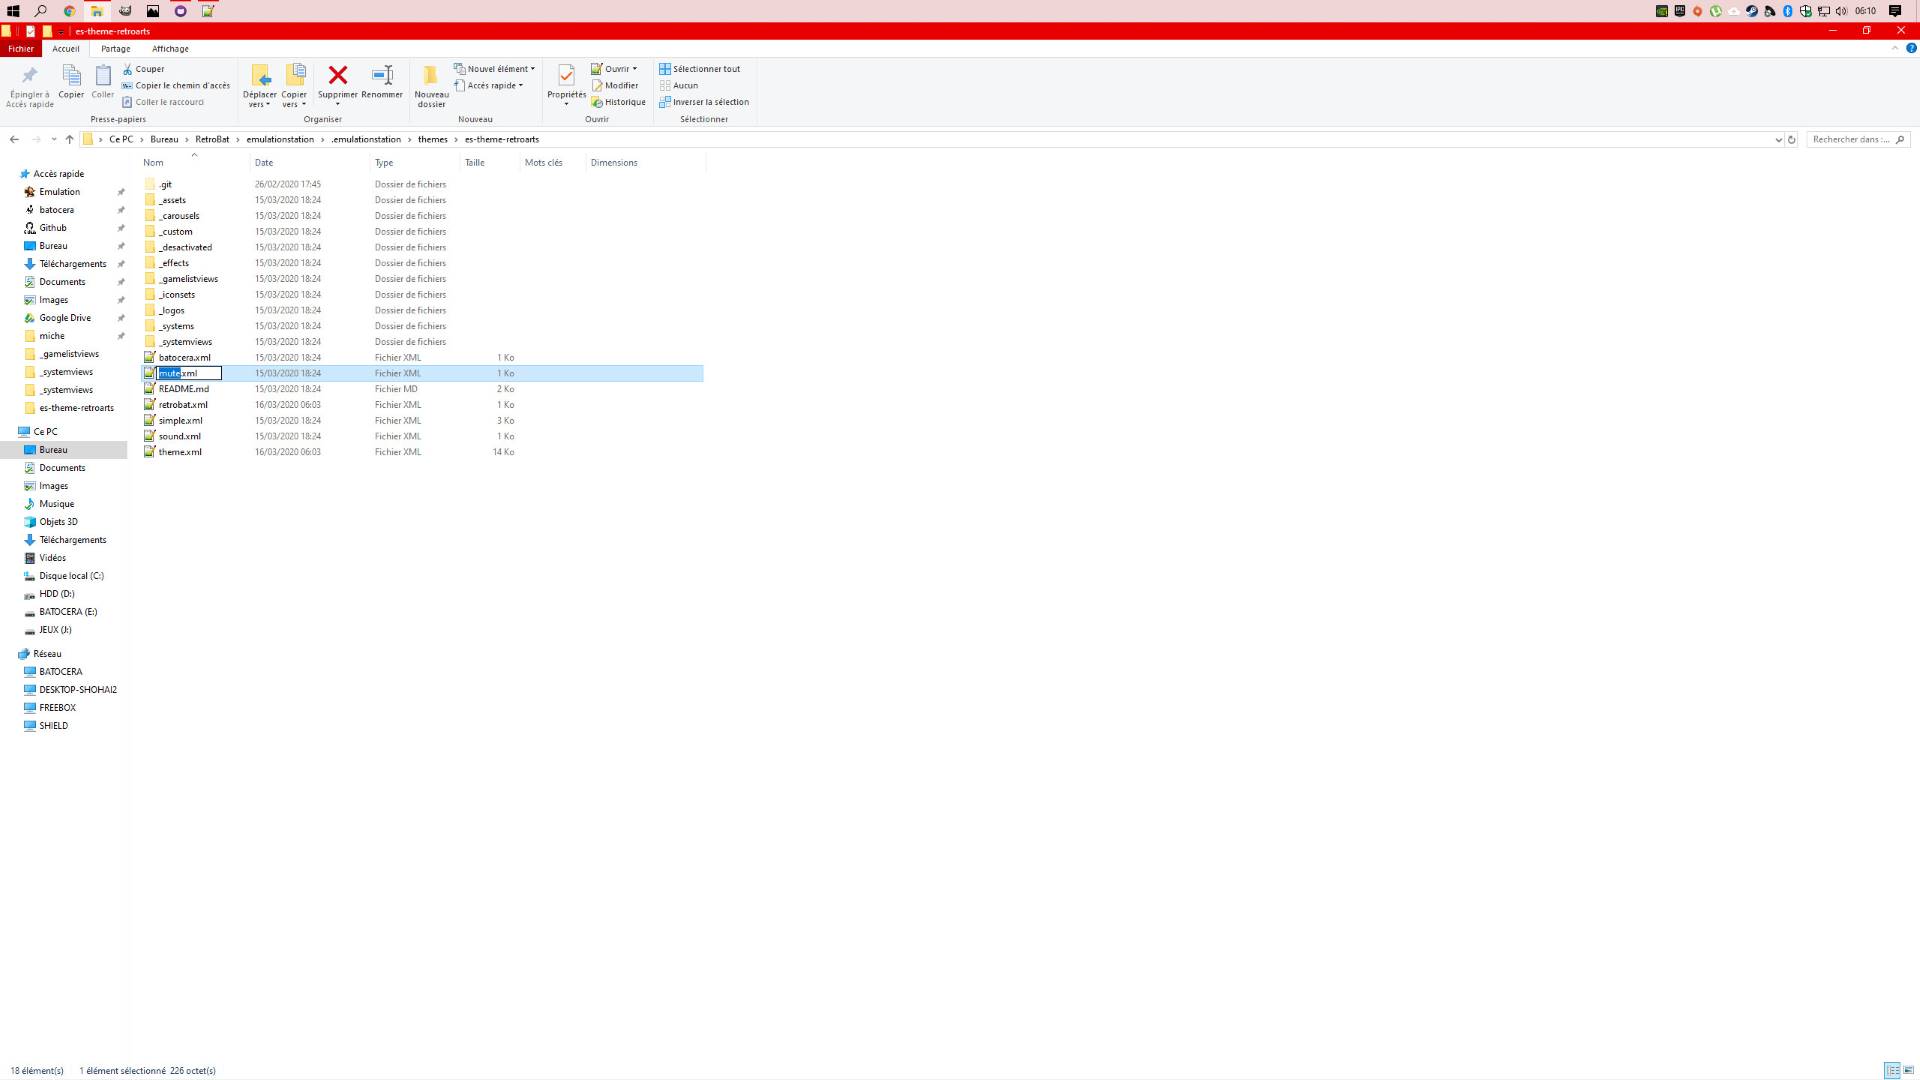 06:10
es-theme-retroarts
Fichier Accueil Partage Affichage
Épingler à Accès rapide
Copier
Coller
Couper
Copier le chemin d'accès
Coller le raccourci
Presse-papiers
Déplacer vers
Copier vers
Supprimer
Renommer
Organiser
Nouveau dossier
Nouvel élément
Accès rapide
Nouveau
Propriétés
Ouvrir
Modifier
Historique
Ouvrir
Sélectionner tout
Aucun
Inverser la sélection
Sélectionner
Ce PC > Bureau > RetroBat > emulationstation > .emulationstation > themes > es-theme-retroarts
Rechercher dans :...
Nom Date Type Taille Mots clés Dimensions
Accès rapide
Emulation
batocera
Github
Bureau
Téléchargements
Documents
Images
Google Drive
miche
_gamelistviews
_systemviews
_systemviews
es-theme-retroarts
Ce PC
Bureau
Documents
Images
Musique
Objets 3D
Téléchargements
Vidéos
Disque local (C:)
HDD (D:)
BATOCERA (E:)
JEUX (J:)
Réseau
BATOCERA
DESKTOP-SHOHAI2
FREEBOX
SHIELD
.git 26/02/2020 17:45 Dossier de fichiers
_assets 15/03/2020 18:24 Dossier de fichiers
_carousels 15/03/2020 18:24 Dossier de fichiers
_custom 15/03/2020 18:24 Dossier de fichiers
_desactivated 15/03/2020 18:24 Dossier de fichiers
_effects 15/03/2020 18:24 Dossier de fichiers
_gamelistviews 15/03/2020 18:24 Dossier de fichiers
_iconsets 15/03/2020 18:24 Dossier de fichiers
_logos 15/03/2020 18:24 Dossier de fichiers
_systems 15/03/2020 18:24 Dossier de fichiers
_systemviews 15/03/2020 18:24 Dossier de fichiers
batocera.xml 15/03/2020 18:24 Fichier XML 1 Ko
mute.xml 15/03/2020 18:24 Fichier XML 1 Ko
README.md 15/03/2020 18:24 Fichier MD 2 Ko
retrobat.xml 16/03/2020 06:03 Fichier XML 1 Ko
simple.xml 15/03/2020 18:24 Fichier XML 3 Ko
sound.xml 15/03/2020 18:24 Fichier XML 1 Ko
theme.xml 16/03/2020 06:03 Fichier XML 14 Ko
18 élément(s) 1 élément sélectionné 226 octet(s)